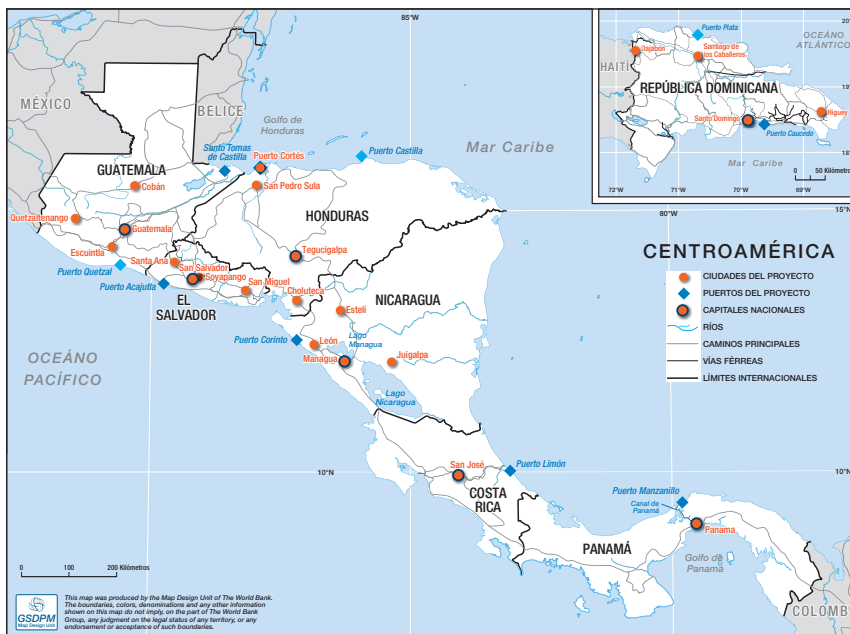 85°W
MÉXICO
BELICE
Golfo de
Honduras
Mar Caribe
Santo Tomas
de Castilla
Puerto Cortés
Puerto Castilla
GUATEMALA
Cobán
San Pedro Sula
Quetzaltenango
Guatemala
HONDURAS
Escuintla
Tegucigalpa
Santa Ana
San Salvador
Soyapango
San Miguel
Puerto Quetzal
Puerto Acajutla
Choluteca
EL
SALVADOR
NICARAGUA
Estelí
Puerto Corinto
León
Lago
Managua
Managua
Juigalpa
Lago
Nicaragua
OCEÁNO
PACÍFICO
10°N
San José
Puerto Limón
COSTA
RICA
Puerto Manzanillo
Canal de
Panamá
Panama
PANAMÁ
Golfo de
Panamá
COLOMB
80°W
15°N
10°N
20°N
Puerto Plata
OCEÁNO
ATLÁNTICO
Dajabón
Santiago de
los Caballeros
HAITÍ
REPÚBLICA DOMINICANA
19°N
Santo Domingo
Higuey
Puerto Caucedo
18°N
Mar Caribe
0 50 Kilómetros
72°W
71°W
70°W
69°W
CENTROAMÉRICA
CIUDADES DEL PROYECTO
PUERTOS DEL PROYECTO
CAPITALES NACIONALES
RÍOS
CAMINOS PRINCIPALES
VÍAS FÉRREAS
LÍMITES INTERNACIONALES
0 100 200 Kilómetros
GSDPM
Map Design Unit
This map was produced by the Map Design Unit of The World Bank.
The boundaries, colors, denominations and any other information
shown on this map do not imply, on the part of The World Bank
Group, any judgment on the legal status of any territory, or any
endorsement or acceptance of such boundaries.